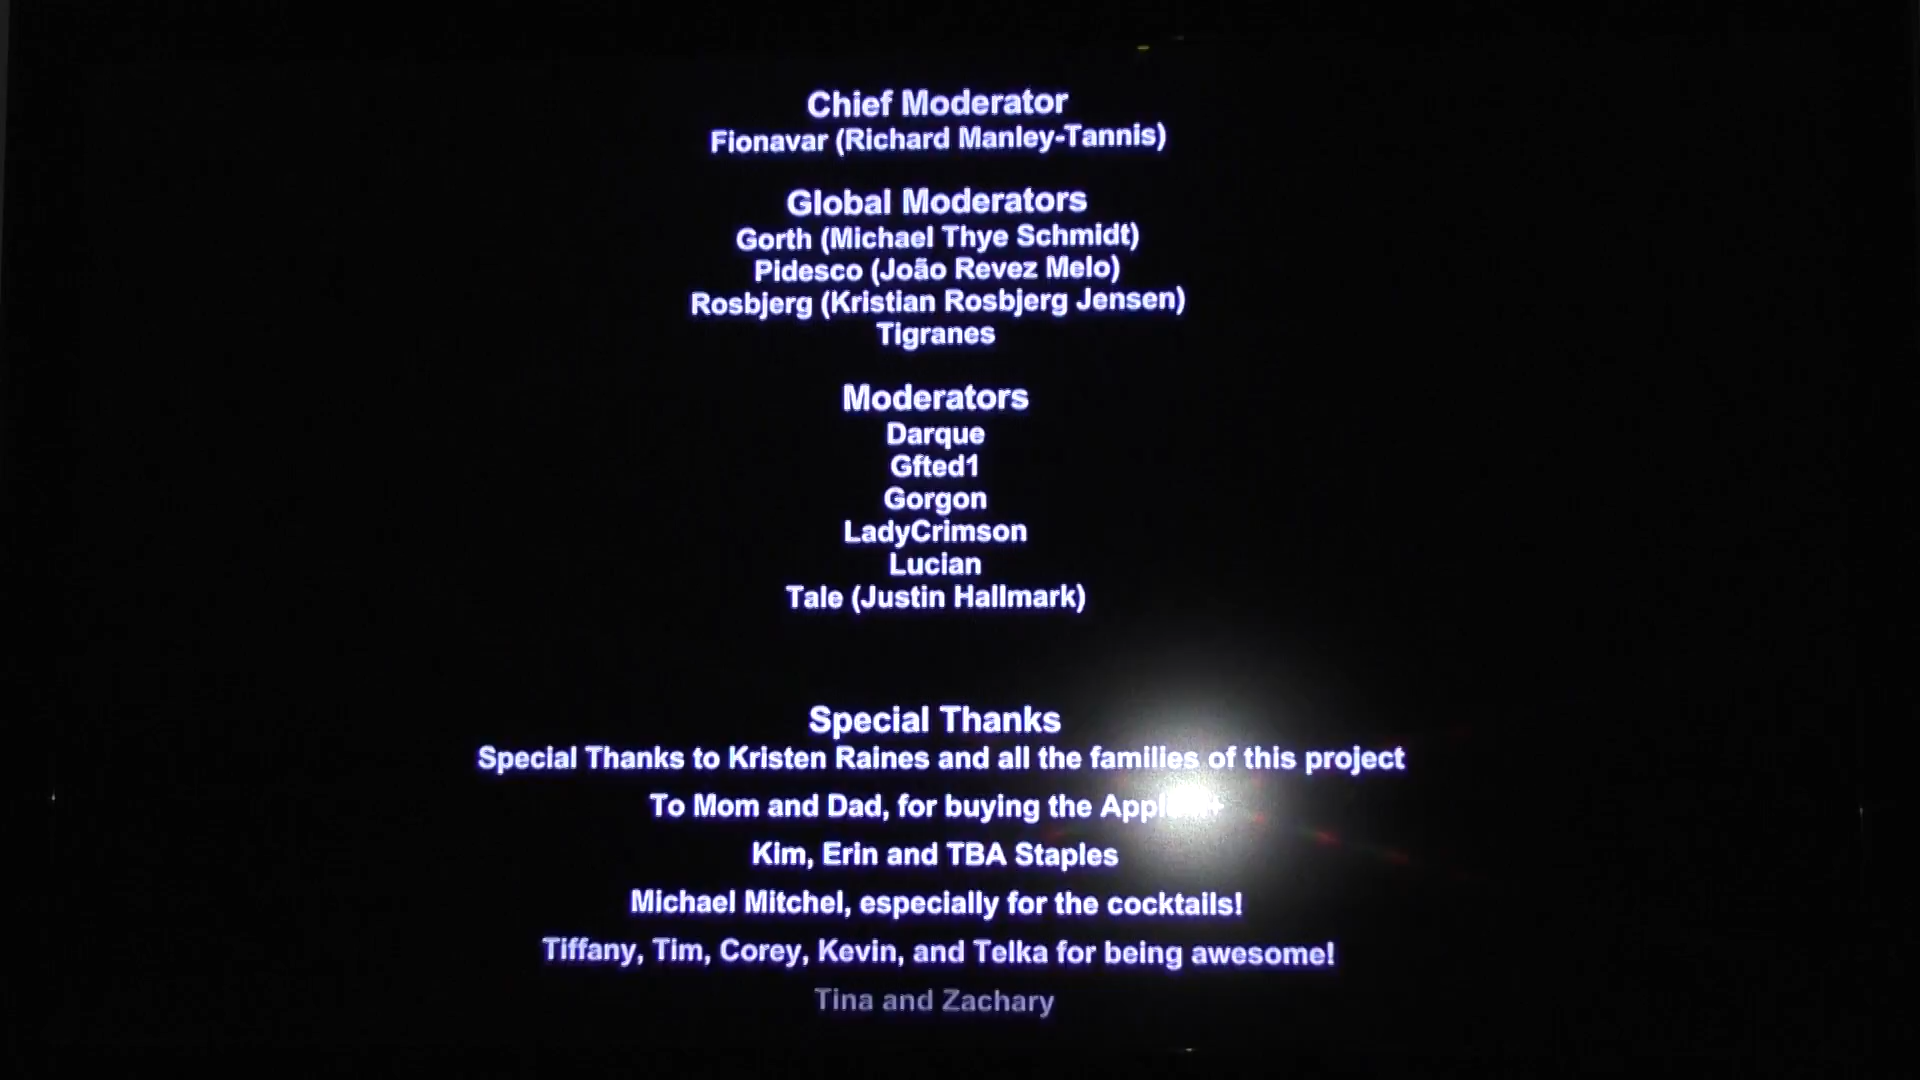 Chief Moderator
Fionavar (Richard Manley-Tannis)
Global Moderators
Gorth (Michael Thye Schmidt)
Pidesco (João Revez Melo)
Rosbjerg (Kristian Rosbjerg Jensen)
Tigranes
Moderators
Darque
Gfted1
Gorgon
LadyCrimson
Lucian
Tale (Justin Hallmark)
Special Thanks
Special Thanks to Kristen Raines and all the families of this project
To Mom and Dad, for buying the
Kim, Erin and TBA Staples
Michael Mitchel, especially for the cocktails!
Tiffany, Tim, Corey, Kevin, and Telka for being awesome!
Tina and Zachary